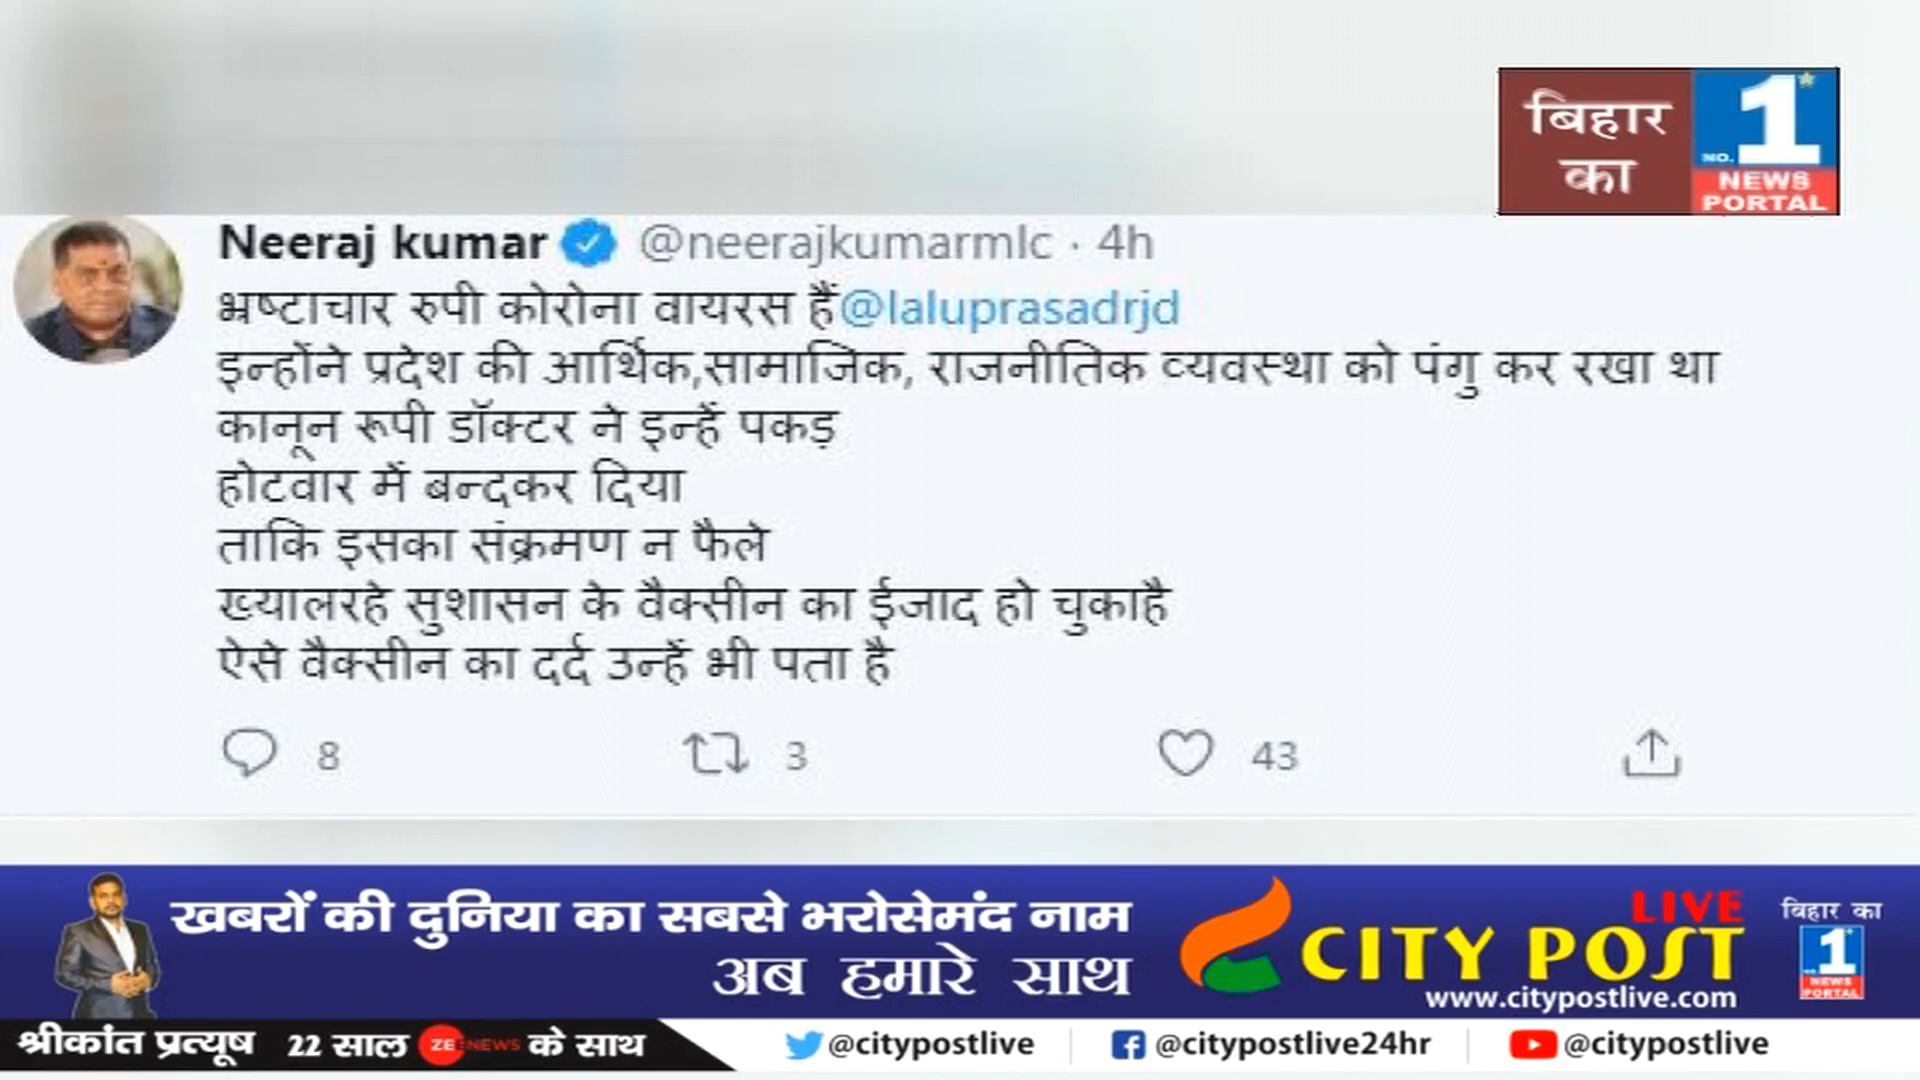 बिहार
का
NO. 1
NEWS
PORTAL
Neeraj kumar @neerajkumarmlc · 4h
भ्रष्टाचार रुपी कोरोना वायरस हैं@laluprasadrjd
इन्होंने प्रदेश की आर्थिक,सामाजिक, राजनीतिक व्यवस्था को पंगु कर रखा था
कानून रूपी डॉक्टर ने इन्हें पकड़
होटवार में बन्दकर दिया
ताकि इसका संक्रमण न फैले
ख्यालरहे सुशासन के वैक्सीन का ईजाद हो चुकाहै
ऐसे वैक्सीन का दर्द उन्हें भी पता है
8 3 43
खबरों की दुनिया का सबसे भरोसेमंद नाम
अब हमारे साथ
LIVE
CITY POST
www.citypostlive.com
बिहार का
1
NEWS
PORTAL
श्रीकांत प्रत्यूष 22 साल ZEE NEWS के साथ
@citypostlive @citypostlive24hr @citypostlive